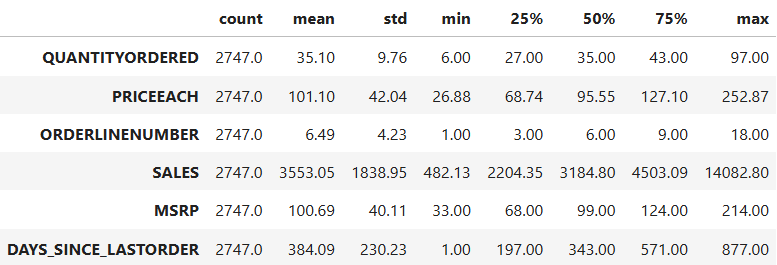 count mean std min 25% 50% 75% max
QUANTITYORDERED 2747.0 35.10 9.76 6.00 27.00 35.00 43.00 97.00
PRICEEACH 2747.0 101.10 42.04 26.88 68.74 95.55 127.10 252.87
ORDERLINENUMBER 2747.0 6.49 4.23 1.00 3.00 6.00 9.00 18.00
SALES 2747.0 3553.05 1838.95 482.13 2204.35 3184.80 4503.09 14082.80
MSRP 2747.0 100.69 40.11 33.00 68.00 99.00 124.00 214.00
DAYS_SINCE_LASTORDER 2747.0 384.09 230.23 1.00 197.00 343.00 571.00 877.00